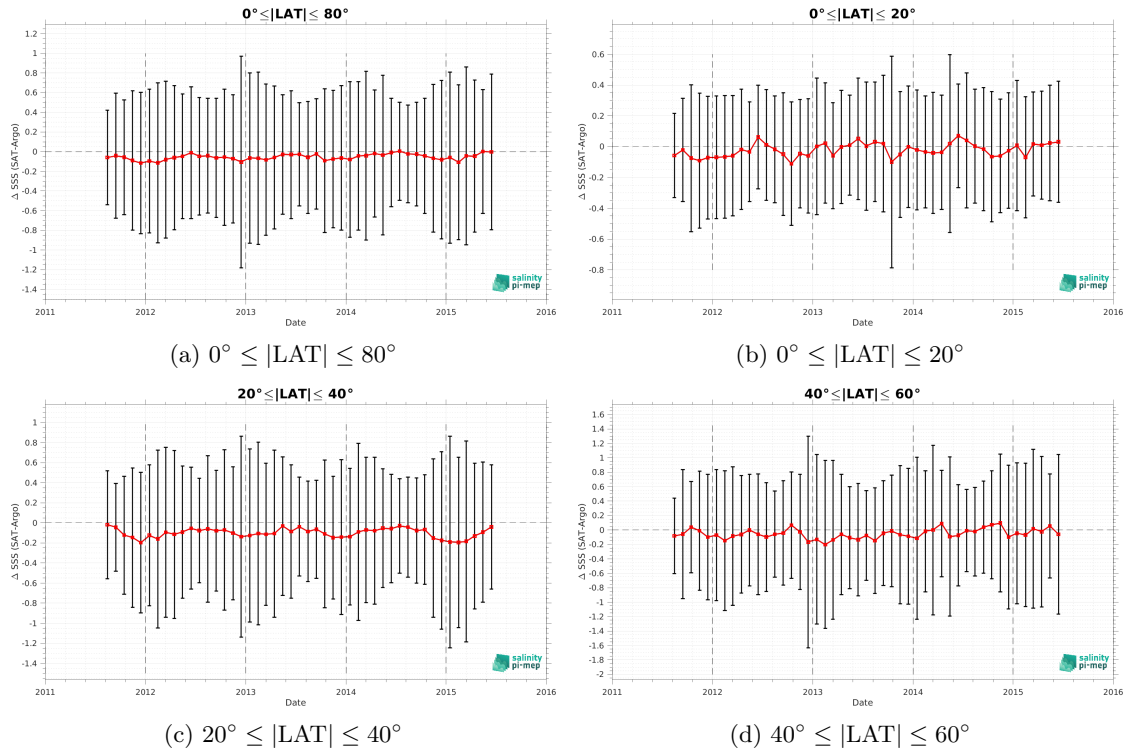 0°≤|LAT|≤ 80°
1.2
1
0.8
0.6
0.4
0.2
0
-0.2
-0.4
-0.6
-0.8
-1
-1.2
-1.4
Δ SSS (SAT-Argo)
2011 2012 2013 2014 2015 2016
Date
salinity
pi-mep
(a) 0° ≤ |LAT| ≤ 80°
0°≤|LAT|≤ 20°
0.6
0.4
0.2
0
-0.2
-0.4
-0.6
-0.8
Δ SSS (SAT-Argo)
2011 2012 2013 2014 2015 2016
Date
salinity
pi-mep
(b) 0° ≤ |LAT| ≤ 20°
20°≤|LAT|≤ 40°
1
0.8
0.6
0.4
0.2
0
-0.2
-0.4
-0.6
-0.8
-1
-1.2
-1.4
Δ SSS (SAT-Argo)
2011 2012 2013 2014 2015 2016
Date
salinity
pi-mep
(c) 20° ≤ |LAT| ≤ 40°
40°≤|LAT|≤ 60°
1.6
1.4
1.2
1
0.8
0.6
0.4
0.2
0
-0.2
-0.4
-0.6
-0.8
-1
-1.2
-1.4
-1.6
-1.8
-2
Δ SSS (SAT-Argo)
2011 2012 2013 2014 2015 2016
Date
salinity
pi-mep
(d) 40° ≤ |LAT| ≤ 60°